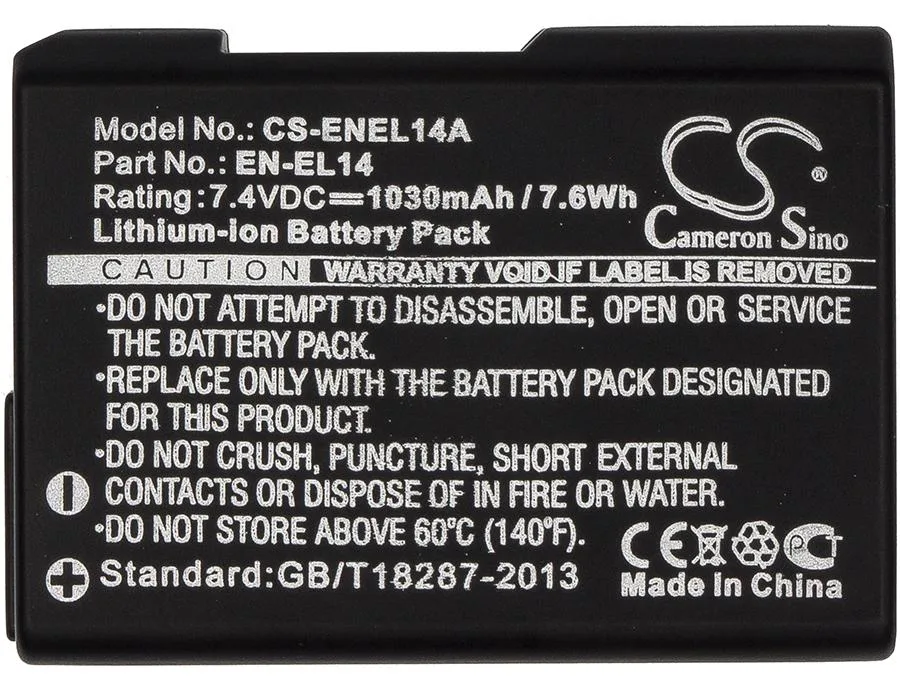 Model No.: CS-ENEL14A
Part No.: EN-EL14
Rating: 7.4VDC⎓1030mAh / 7.6Wh
Lithium-Ion Battery Pack
CS®
Cameron Sino
CAUTION WARRANTY VOID IF LABEL IS REMOVED
•DO NOT ATTEMPT TO DISASSEMBLE, OPEN OR SERVICE
THE BATTERY PACK.
•REPLACE ONLY WITH THE BATTERY PACK DESIGNATED
FOR THIS PRODUCT.
•DO NOT CRUSH, PUNCTURE, SHORT EXTERNAL
CONTACTS OR DISPOSE OF IN FIRE OR WATER.
•DO NOT STORE ABOVE 60°C (140°F).
Standard:GB/T18287-2013
CE PCT
Made In China